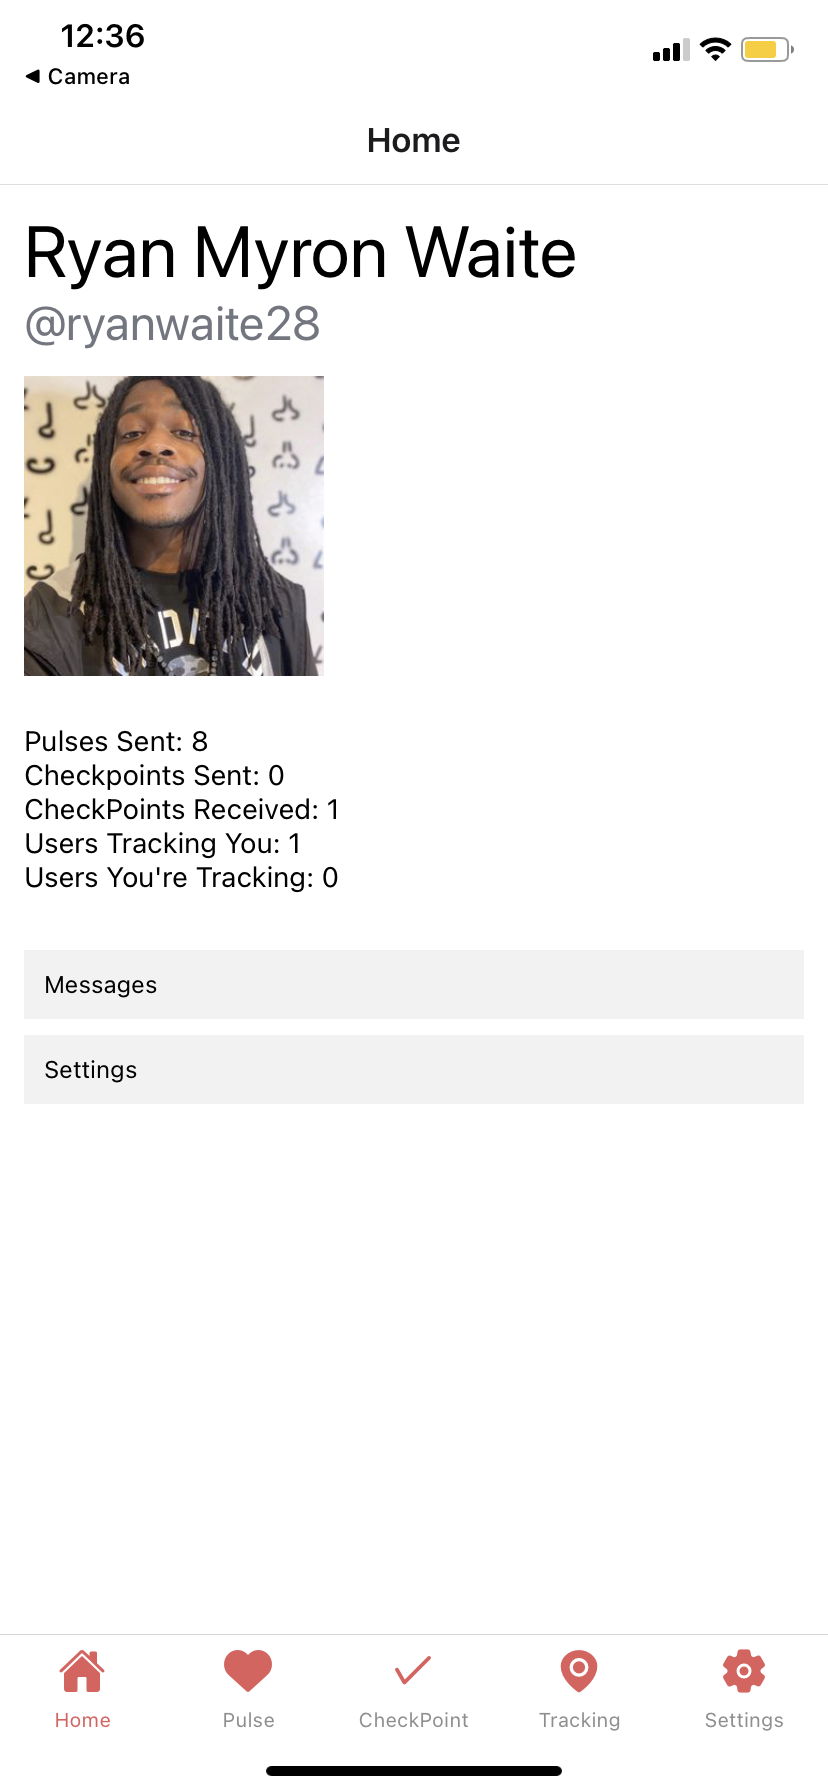 12:36
◀ Camera
Home
Ryan Myron Waite
@ryanwaite28
DI
Pulses Sent: 8
Checkpoints Sent: 0
CheckPoints Received: 1
Users Tracking You: 1
Users You're Tracking: 0
Messages
Settings
Home Pulse CheckPoint Tracking Settings